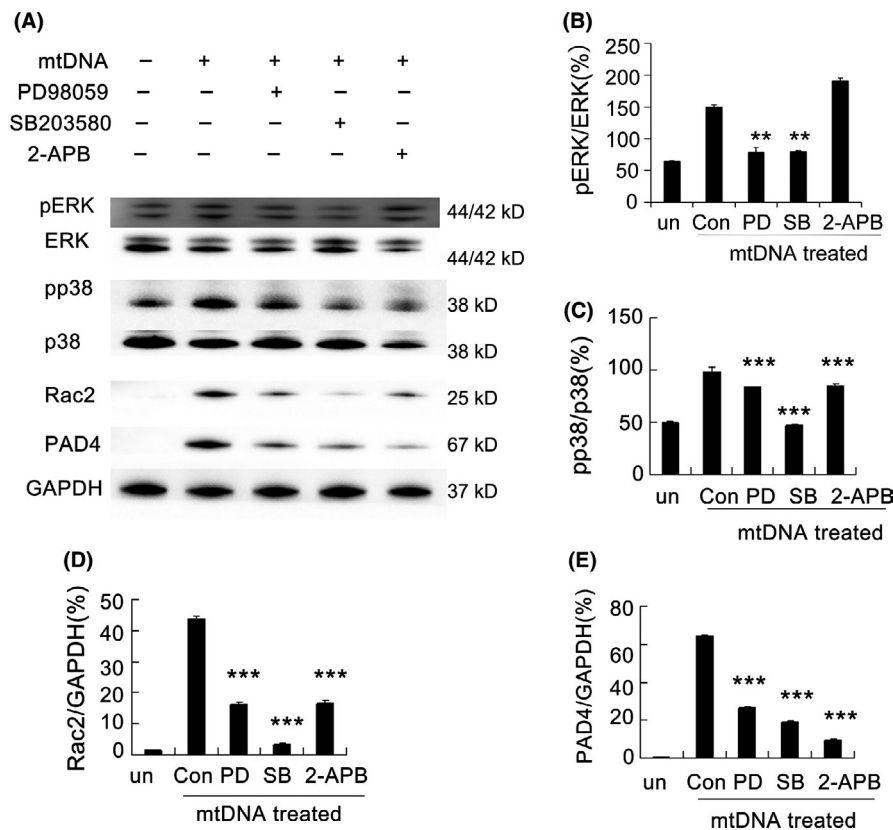 (A)
mtDNA – + + + +
PD98059 – – + – –
SB203580 – – – + –
2-APB – – – – +
pERK 44/42 kD
ERK 44/42 kD
pp38 38 kD
p38 38 kD
Rac2 25 kD
PAD4 67 kD
GAPDH 37 kD
(B)
pERK/ERK(%)
250
200
150
100
50
0
** **
un Con PD SB 2-APB
mtDNA treated
(C)
pp38/p38(%)
150
100
50
0
*** *** ***
un Con PD SB 2-APB
mtDNA treated
(D)
Rac2/GAPDH(%)
50
40
30
20
10
0
*** *** ***
un Con PD SB 2-APB
mtDNA treated
(E)
PAD4/GAPDH(%)
80
60
40
20
0
*** *** ***
un Con PD SB 2-APB
mtDNA treated